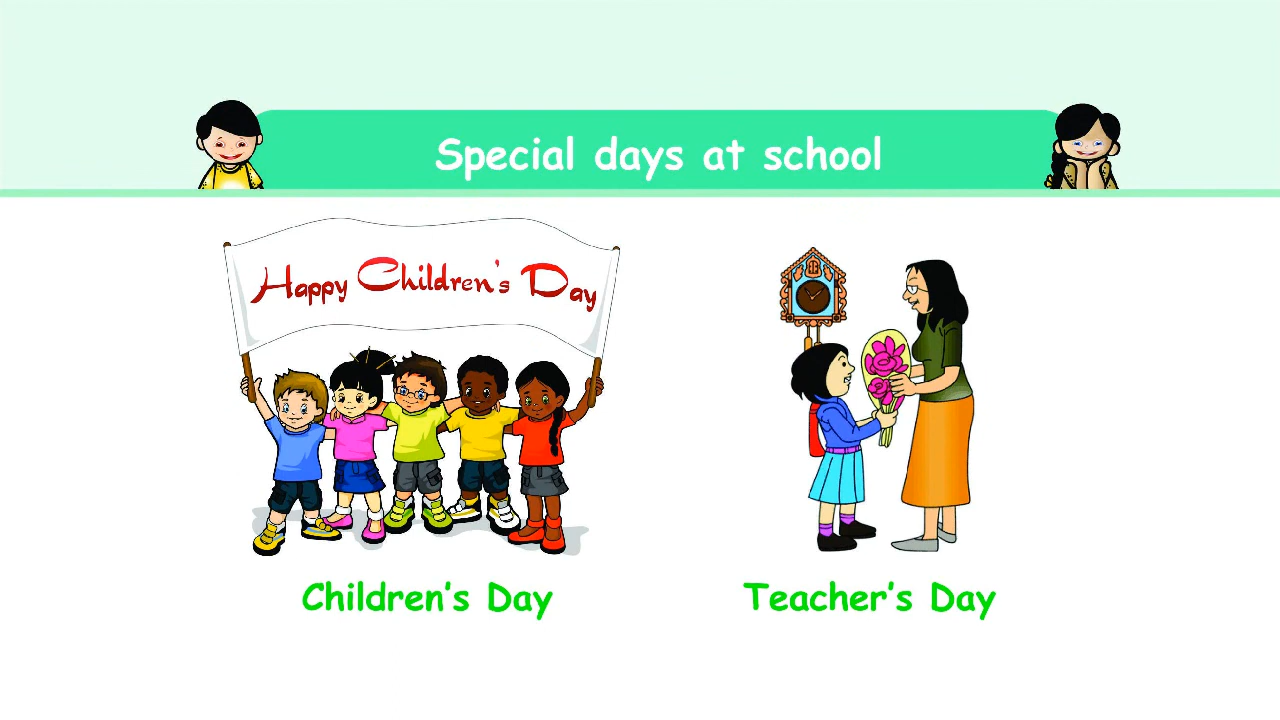 Special days at school
Happy Children's Day
Children's Day
Teacher's Day